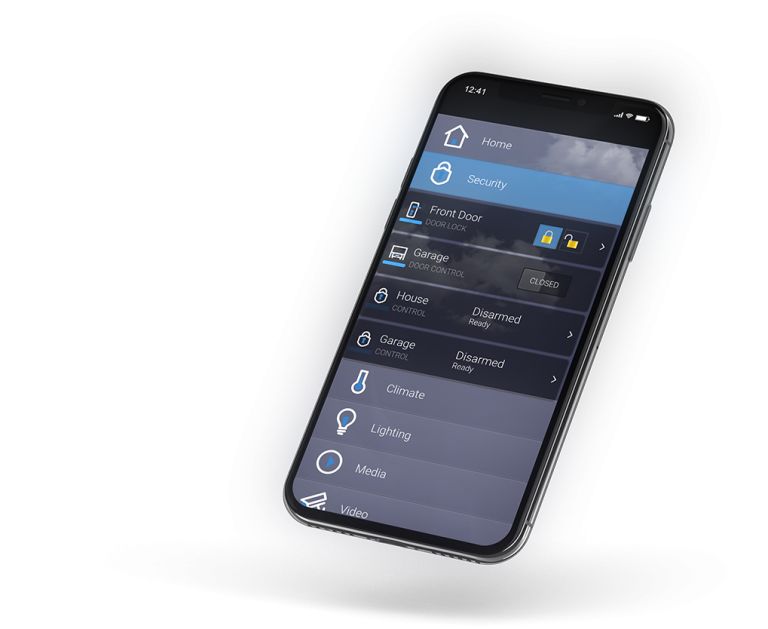 12:41
Home
Security
Front Door
DOOR LOCK
Garage
DOOR CONTROL
CLOSED
House
CONTROL
Disarmed
Ready
Garage
CONTROL
Disarmed
Ready
Climate
Lighting
Media
Video